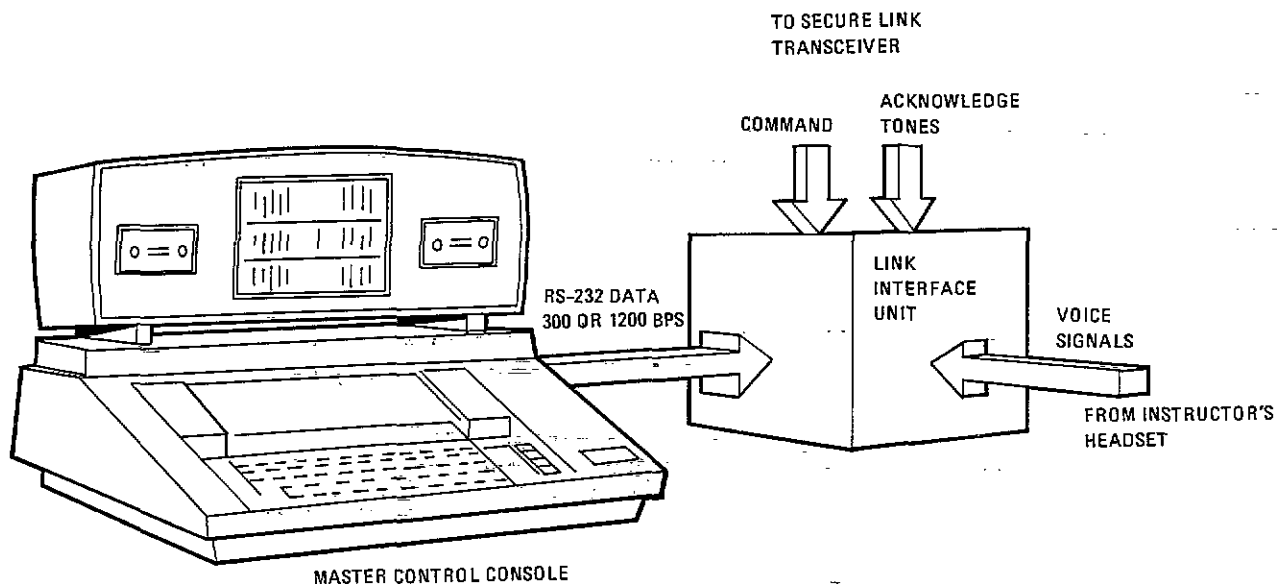 TO SECURE LINK
TRANSCEIVER
COMMAND
ACKNOWLEDGE
TONES
LINK
INTERFACE
UNIT
RS-232 DATA
300 OR 1200 BPS
VOICE
SIGNALS
FROM INSTRUCTOR'S
HEADSET
MASTER CONTROL CONSOLE